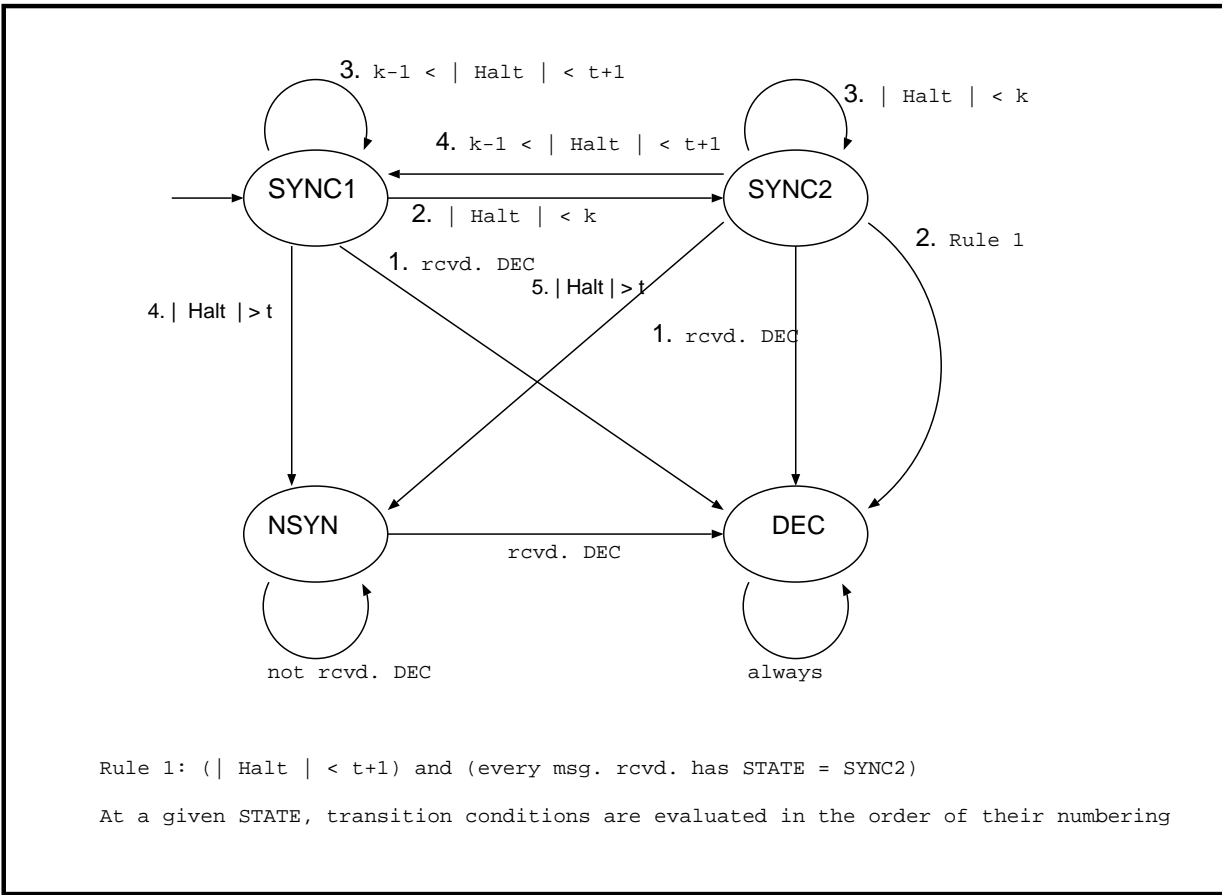 3. k-1 < | Halt | < t+1
3. | Halt | < k
4. k-1 < | Halt | < t+1
SYNC1
SYNC2
2. | Halt | < k
2. Rule 1
1. rcvd. DEC
5. | Halt | > t
4. | Halt | > t
1. rcvd. DEC
NSYN
DEC
rcvd. DEC
not rcvd. DEC
always
Rule 1: (| Halt | < t+1) and (every msg. rcvd. has STATE = SYNC2)
At a given STATE, transition conditions are evaluated in the order of their numbering